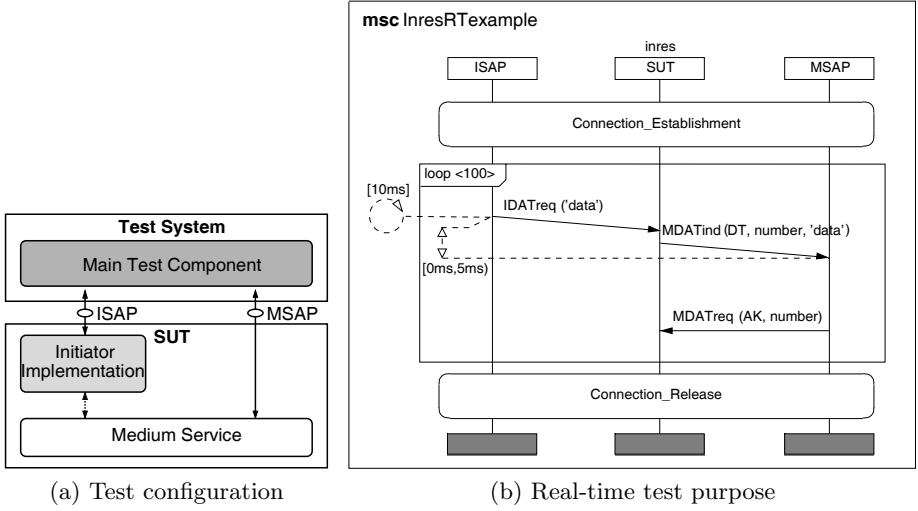 Test System
Main Test Component
ISAP
MSAP
SUT
Initiator
Implementation
Medium Service
(a) Test configuration
msc InresRTexample
inres
ISAP
SUT
MSAP
Connection_Establishment
loop <100>
[10ms]
IDATreq ('data')
MDATind (DT, number, 'data')
[0ms,5ms)
MDATreq (AK, number)
Connection_Release
(b) Real-time test purpose